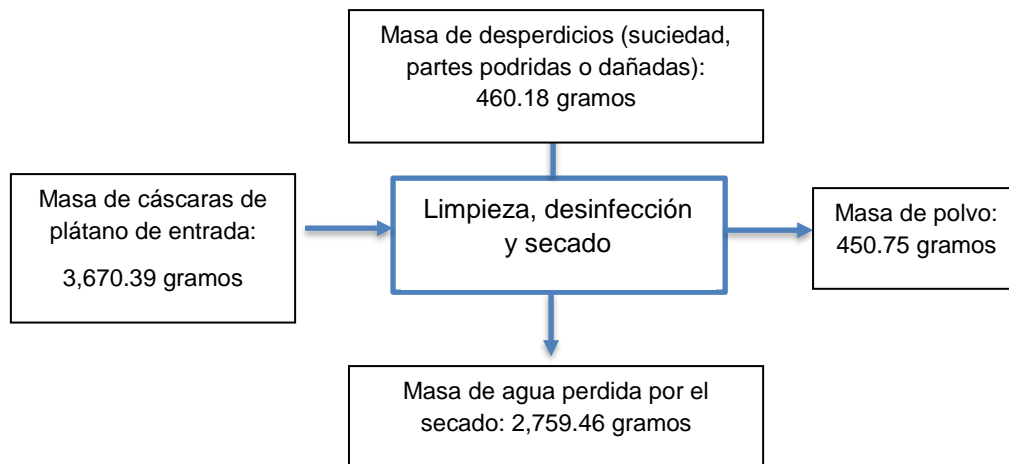 Masa de desperdicios (suciedad,
partes podridas o dañadas):
460.18 gramos
Masa de cáscaras de
plátano de entrada:
3,670.39 gramos
Limpieza, desinfección
y secado
Masa de polvo:
450.75 gramos
Masa de agua perdida por el
secado: 2,759.46 gramos